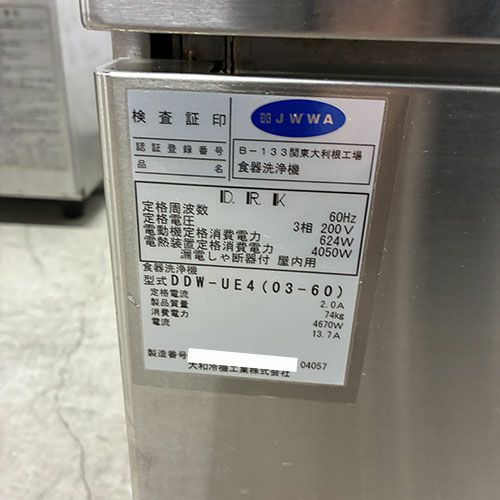 検査証印
JWWA
認証登録番号
B-133関東大利根工場
品名
食器洗浄機
D.R.K
定格周波数 60Hz
定格電圧 3相 200V
電動機定格消費電力 624W
電熱装置定格消費電力 4050W
漏電しゃ断器付 屋内用
食器洗浄機
型式 DDW-UE4(03-60)
定格電流 2.0A
製品質量 74kg
消費電力 4670W
電流 13.7A
製造番号 04057
大和冷機工業株式会社